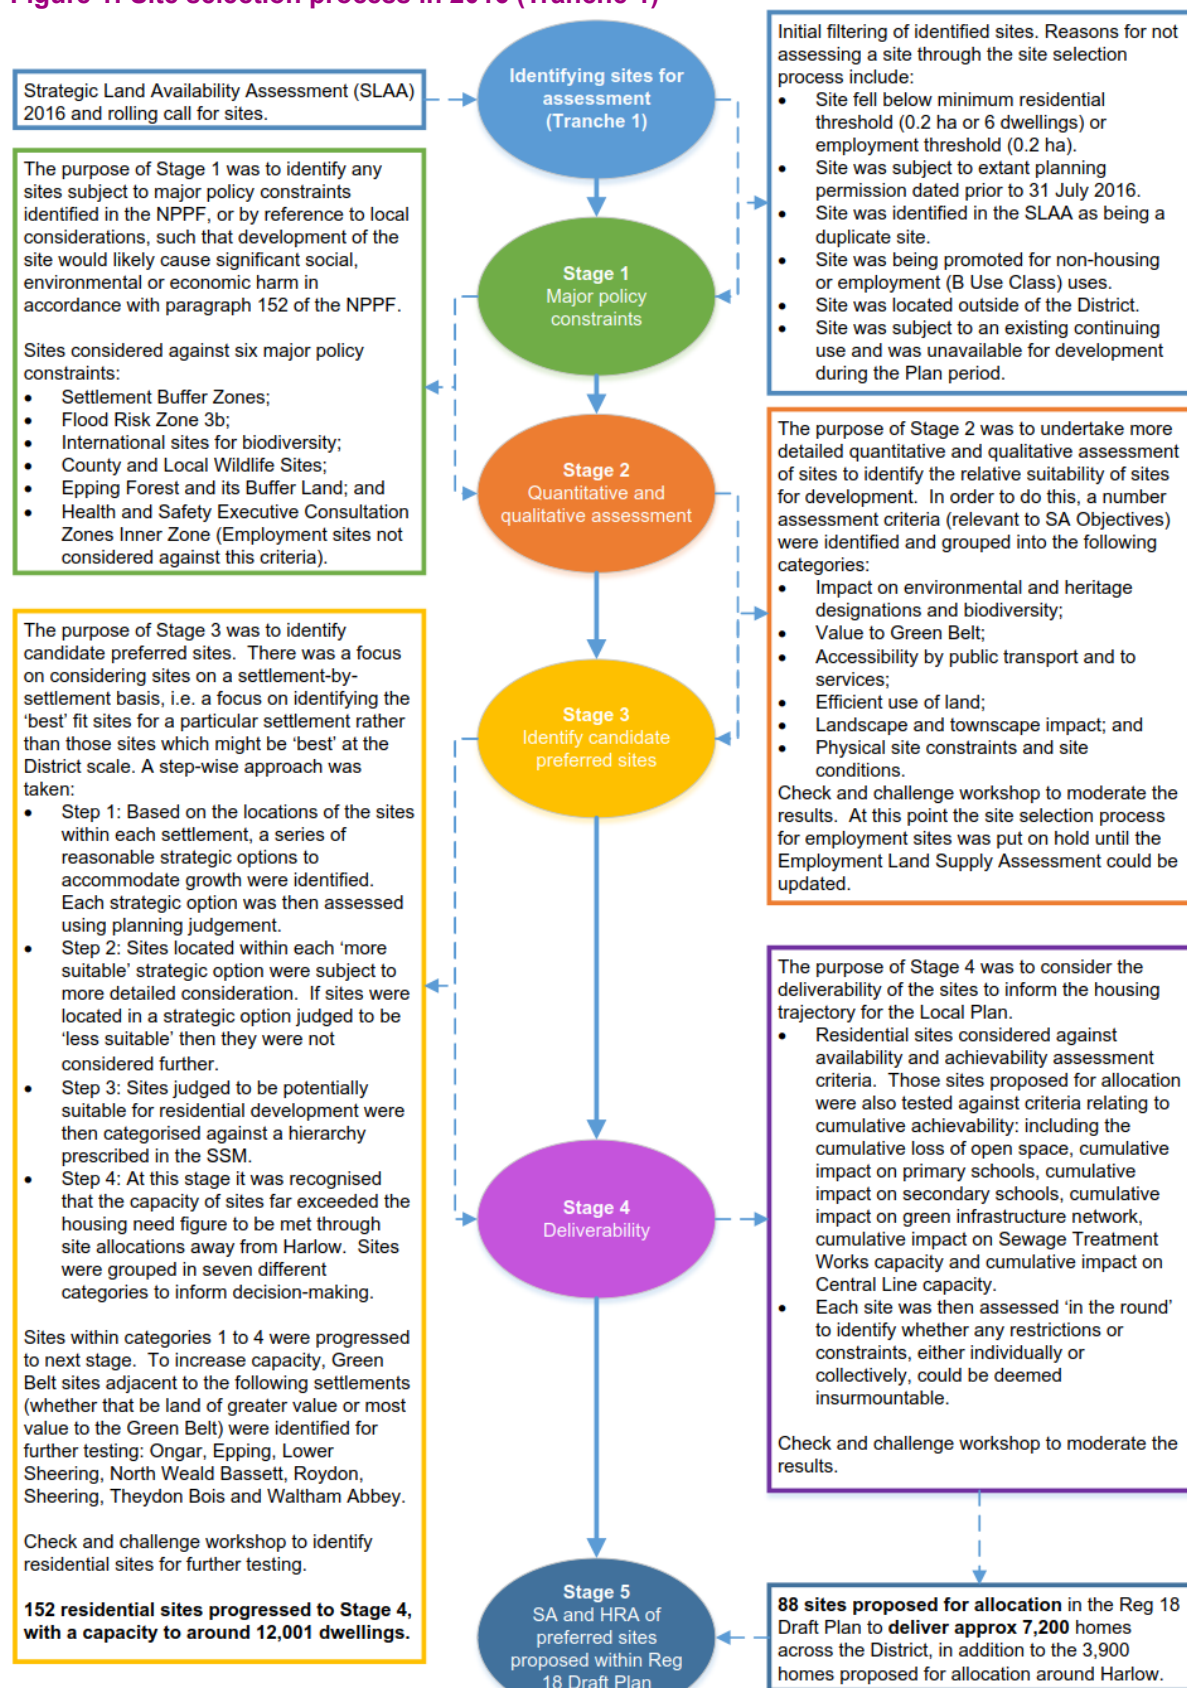 Figure 1: Site selection process in 2016 (Tranche 1)
Identifying sites for
assessment
(Tranche 1)
Strategic Land Availability Assessment (SLAA)
2016 and rolling call for sites.
Initial filtering of identified sites. Reasons for not
assessing a site through the site selection
process include:
• Site fell below minimum residential
threshold (0.2 ha or 6 dwellings) or
employment threshold (0.2 ha).
• Site was subject to extant planning
permission dated prior to 31 July 2016.
• Site was identified in the SLAA as being a
duplicate site.
• Site was being promoted for non-housing
or employment (B Use Class) uses.
• Site was located outside of the District.
• Site was subject to an existing continuing
use and was unavailable for development
during the Plan period.
Stage 1
Major policy
constraints
The purpose of Stage 1 was to identify any
sites subject to major policy constraints
identified in the NPPF, or by reference to local
considerations, such that development of the
site would likely cause significant social,
environmental or economic harm in
accordance with paragraph 152 of the NPPF.
Sites considered against six major policy
constraints:
• Settlement Buffer Zones;
• Flood Risk Zone 3b;
• International sites for biodiversity;
• County and Local Wildlife Sites;
• Epping Forest and its Buffer Land; and
• Health and Safety Executive Consultation
Zones Inner Zone (Employment sites not
considered against this criteria).
Stage 2
Quantitative and
qualitative assessment
The purpose of Stage 2 was to undertake more
detailed quantitative and qualitative assessment
of sites to identify the relative suitability of sites
for development. In order to do this, a number
assessment criteria (relevant to SA Objectives)
were identified and grouped into the following
categories:
• Impact on environmental and heritage
designations and biodiversity;
• Value to Green Belt;
• Accessibility by public transport and to
services;
• Efficient use of land;
• Landscape and townscape impact; and
• Physical site constraints and site
conditions.
Check and challenge workshop to moderate the
results. At this point the site selection process
for employment sites was put on hold until the
Employment Land Supply Assessment could be
updated.
Stage 3
Identify candidate
preferred sites
The purpose of Stage 3 was to identify
candidate preferred sites. There was a focus
on considering sites on a settlement-by-
settlement basis, i.e. a focus on identifying the
‘best’ fit sites for a particular settlement rather
than those sites which might be ‘best’ at the
District scale. A step-wise approach was
taken:
• Step 1: Based on the locations of the sites
within each settlement, a series of
reasonable strategic options to
accommodate growth were identified.
Each strategic option was then assessed
using planning judgement.
• Step 2: Sites located within each ‘more
suitable’ strategic option were subject to
more detailed consideration. If sites were
located in a strategic option judged to be
‘less suitable’ then they were not
considered further.
• Step 3: Sites judged to be potentially
suitable for residential development were
then categorised against a hierarchy
prescribed in the SSM.
• Step 4: At this stage it was recognised
that the capacity of sites far exceeded the
housing need figure to be met through
site allocations away from Harlow. Sites
were grouped in seven different
categories to inform decision-making.
Sites within categories 1 to 4 were progressed
to next stage. To increase capacity, Green
Belt sites adjacent to the following settlements
(whether that be land of greater value or most
value to the Green Belt) were identified for
further testing: Ongar, Epping, Lower
Sheering, North Weald Bassett, Roydon,
Sheering, Theydon Bois and Waltham Abbey.
Check and challenge workshop to identify
residential sites for further testing.
152 residential sites progressed to Stage 4,
with a capacity to around 12,001 dwellings.
Stage 4
Deliverability
The purpose of Stage 4 was to consider the
deliverability of the sites to inform the housing
trajectory for the Local Plan.
• Residential sites considered against
availability and achievability assessment
criteria. Those sites proposed for allocation
were also tested against criteria relating to
cumulative achievability: including the
cumulative loss of open space, cumulative
impact on primary schools, cumulative
impact on secondary schools, cumulative
impact on green infrastructure network,
cumulative impact on Sewage Treatment
Works capacity and cumulative impact on
Central Line capacity.
• Each site was then assessed ‘in the round’
to identify whether any restrictions or
constraints, either individually or
collectively, could be deemed
insurmountable.
Check and challenge workshop to moderate the
results.
Stage 5
SA and HRA of
preferred sites
proposed within Reg
18 Draft Plan
88 sites proposed for allocation in the Reg 18
Draft Plan to deliver approx 7,200 homes
across the District, in addition to the 3,900
homes proposed for allocation around Harlow.